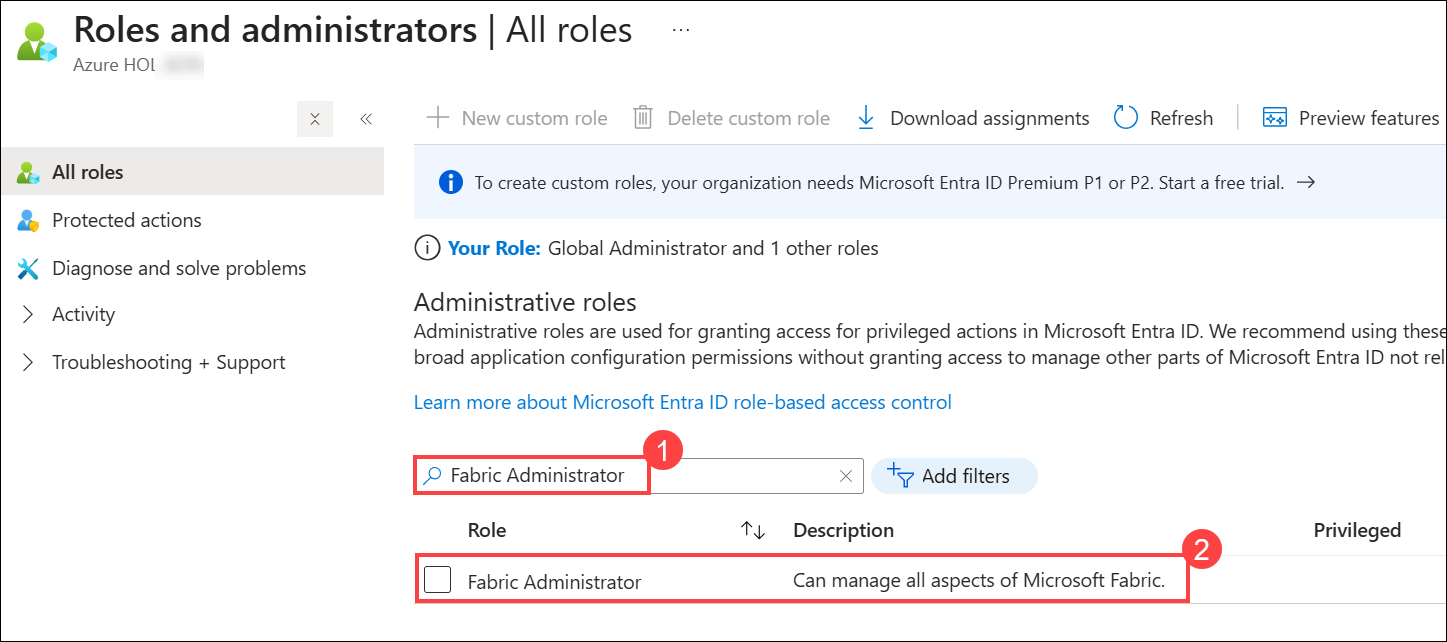 Roles and administrators | All roles ...
Azure HOL
New custom role
Delete custom role
Download assignments
Refresh
Preview features
All roles
Protected actions
Diagnose and solve problems
Activity
Troubleshooting + Support
To create custom roles, your organization needs Microsoft Entra ID Premium P1 or P2. Start a free trial. →
Your Role: Global Administrator and 1 other roles
Administrative roles
Administrative roles are used for granting access for privileged actions in Microsoft Entra ID. We recommend using these
broad application configuration permissions without granting access to manage other parts of Microsoft Entra ID not rel
Learn more about Microsoft Entra ID role-based access control
1
Fabric Administrator
Add filters
Role Description Privileged
2
Fabric Administrator Can manage all aspects of Microsoft Fabric.